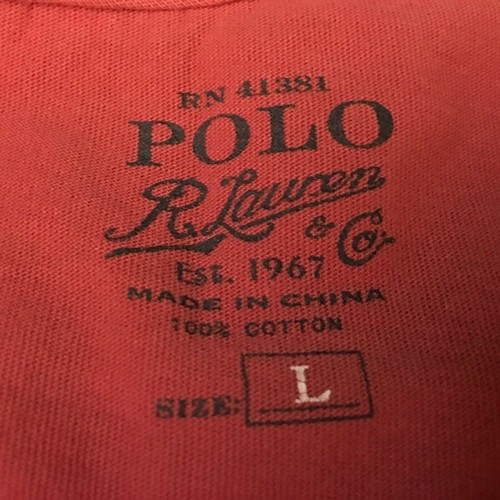 RN 41381
POLO
R. Lauren
& Co.
EST. 1967
MADE IN CHINA
100% COTTON
SIZE: L